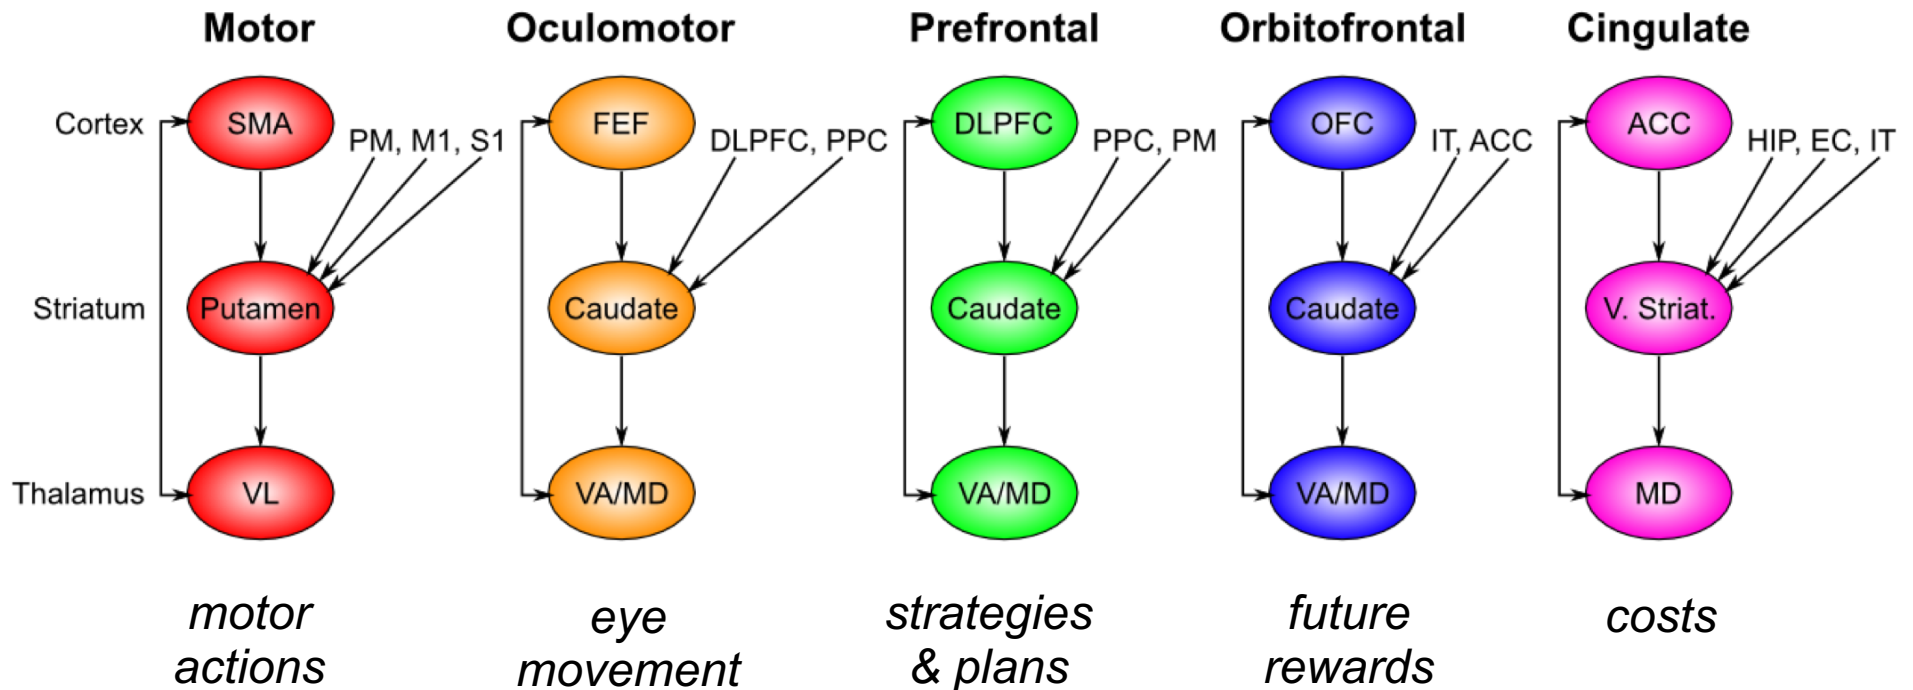 Motor Oculomotor Prefrontal Orbitofrontal Cingulate
Cortex SMA PM, M1, S1 FEF DLPFC, PPC DLPFC PPC, PM OFC IT, ACC ACC HIP, EC, IT
Striatum Putamen Caudate Caudate Caudate V. Striat.
Thalamus VL VA/MD VA/MD VA/MD MD
motor eye strategies future costs
actions movement & plans rewards